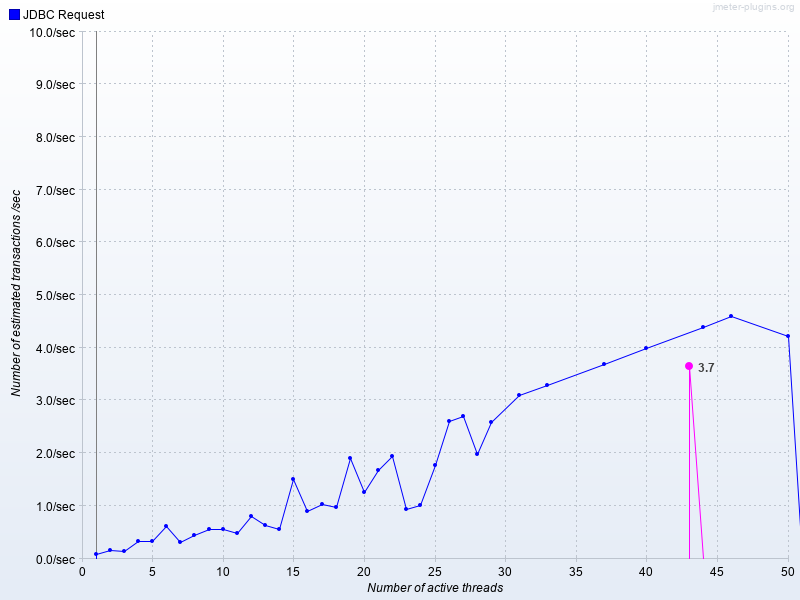 jmeter-plugins.org
JDBC Request
10.0/sec
9.0/sec
8.0/sec
7.0/sec
6.0/sec
5.0/sec
4.0/sec
3.0/sec
2.0/sec
1.0/sec
0.0/sec
Number of estimated transactions /sec
3.7
0 5 10 15 20 25 30 35 40 45 50
Number of active threads